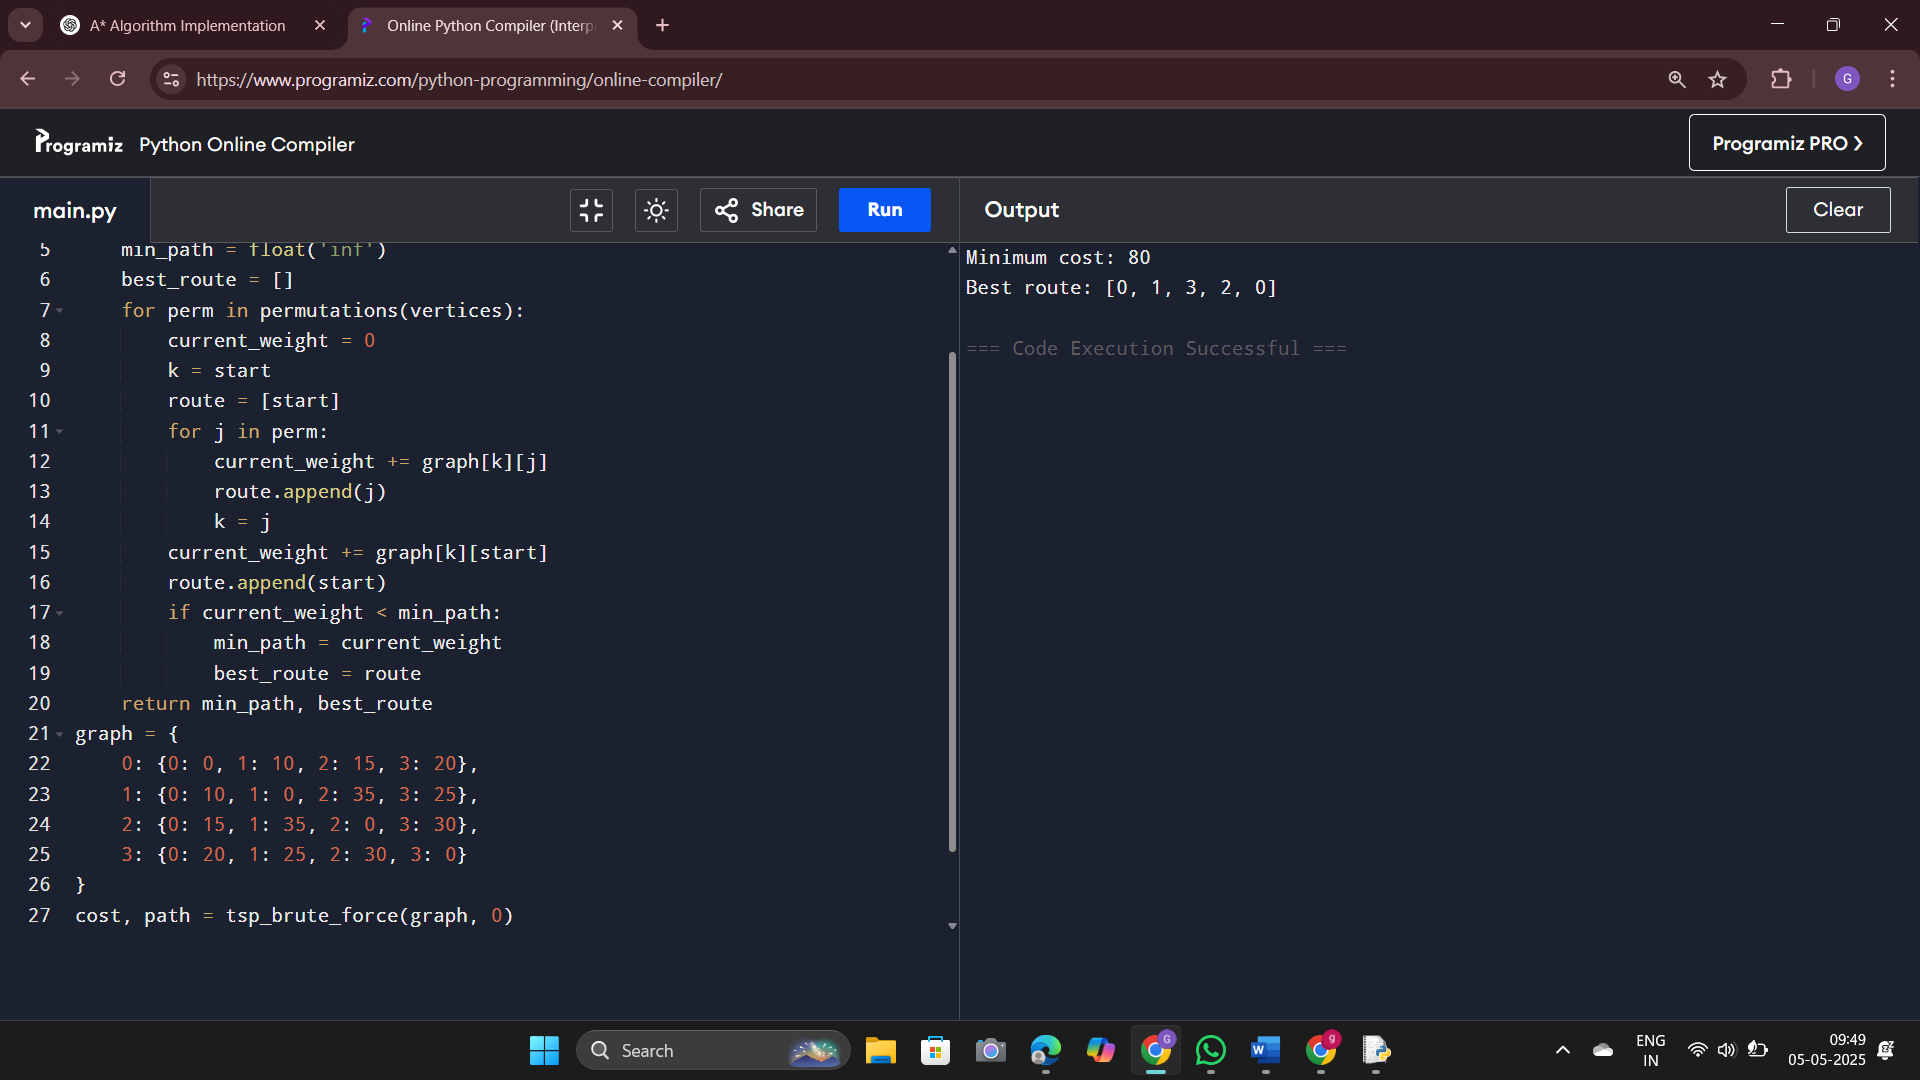 A* Algorithm Implementation
Online Python Compiler (Interp
https://www.programiz.com/python-programming/online-compiler/
G
Programiz Python Online Compiler
Programiz PRO ❯
main.py
Share
Run
Output
Clear
5 min_path = float('inf')
6 best_route = []
7 for perm in permutations(vertices):
8 current_weight = 0
9 k = start
10 route = [start]
11 for j in perm:
12 current_weight += graph[k][j]
13 route.append(j)
14 k = j
15 current_weight += graph[k][start]
16 route.append(start)
17 if current_weight < min_path:
18 min_path = current_weight
19 best_route = route
20 return min_path, best_route
21 graph = {
22 0: {0: 0, 1: 10, 2: 15, 3: 20},
23 1: {0: 10, 1: 0, 2: 35, 3: 25},
24 2: {0: 15, 1: 35, 2: 0, 3: 30},
25 3: {0: 20, 1: 25, 2: 30, 3: 0}
26 }
27 cost, path = tsp_brute_force(graph, 0)
Minimum cost: 80
Best route: [0, 1, 3, 2, 0]
=== Code Execution Successful ===
Search
G
W
g
ENG
IN
09:49
05-05-2025